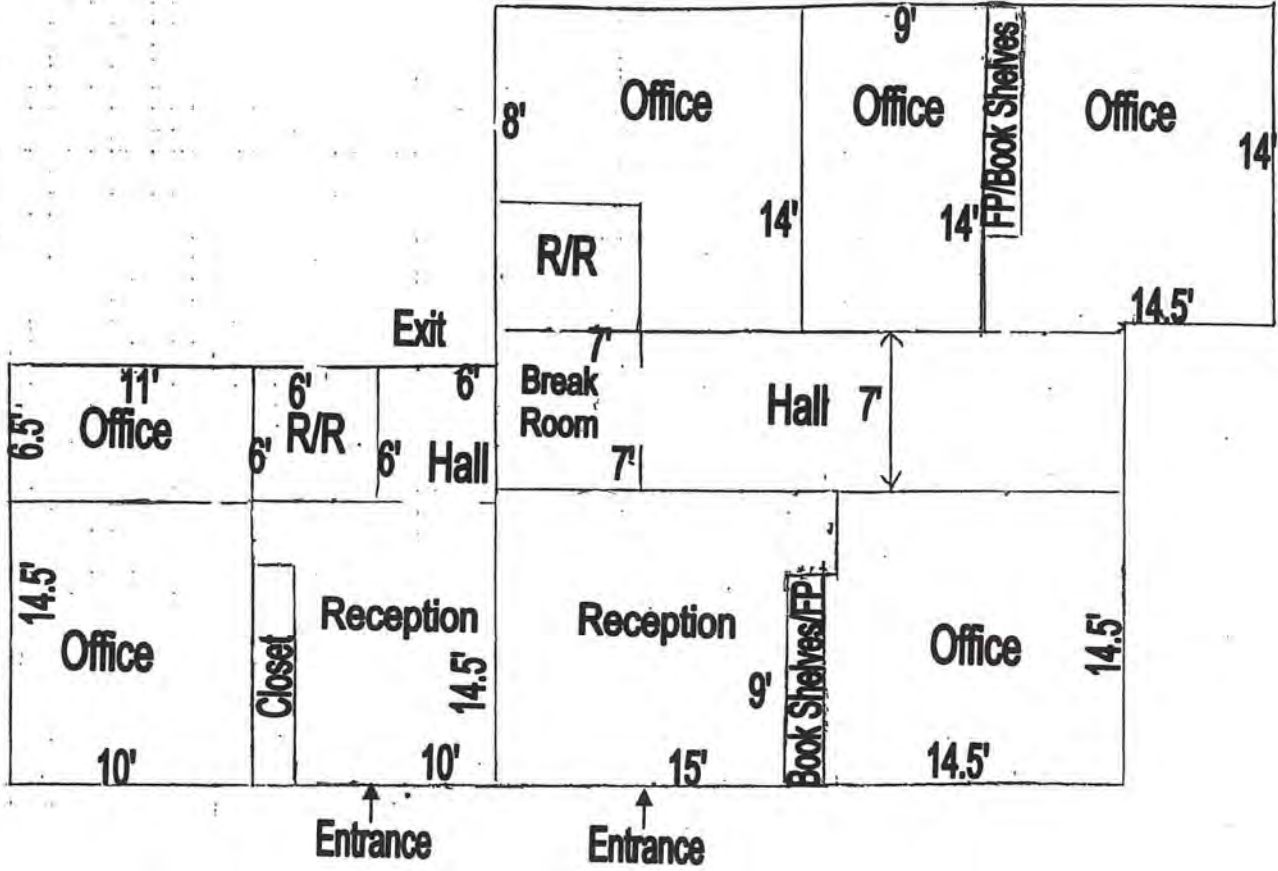 9'
Office
Office
FP/Book Shelves
Office
8'
14'
14'
14'
R/R
14.5'
Exit
7'
11'
6'
6'
Break
Room
Hall
7'
6.5'
Office
6'
R/R
6'
Hall
7'
14.5'
Office
Closet
Reception
14.5'
Reception
9'
Book Shelves/FP
Office
14.5'
10'
10'
15'
14.5'
Entrance
Entrance